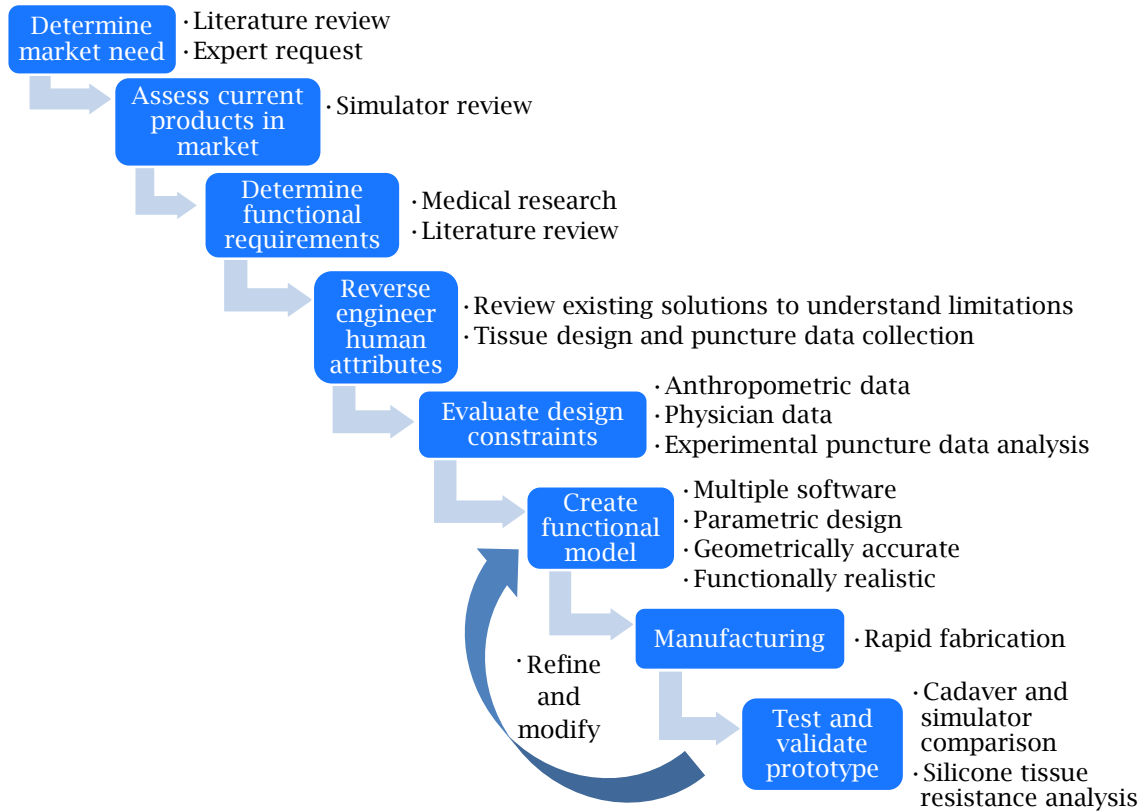 Determine
market need
· Literature review
· Expert request
Assess current
products in
market
· Simulator review
Determine
functional
requirements
· Medical research
· Literature review
Reverse
engineer
human
attributes
· Review existing solutions to understand limitations
· Tissue design and puncture data collection
Evaluate design
constraints
· Anthropometric data
· Physician data
· Experimental puncture data analysis
Create
functional
model
· Multiple software
· Parametric design
· Geometrically accurate
· Functionally realistic
Manufacturing
· Rapid fabrication
· Refine
and
modify
Test and
validate
prototype
· Cadaver and
simulator
comparison
· Silicone tissue
resistance analysis